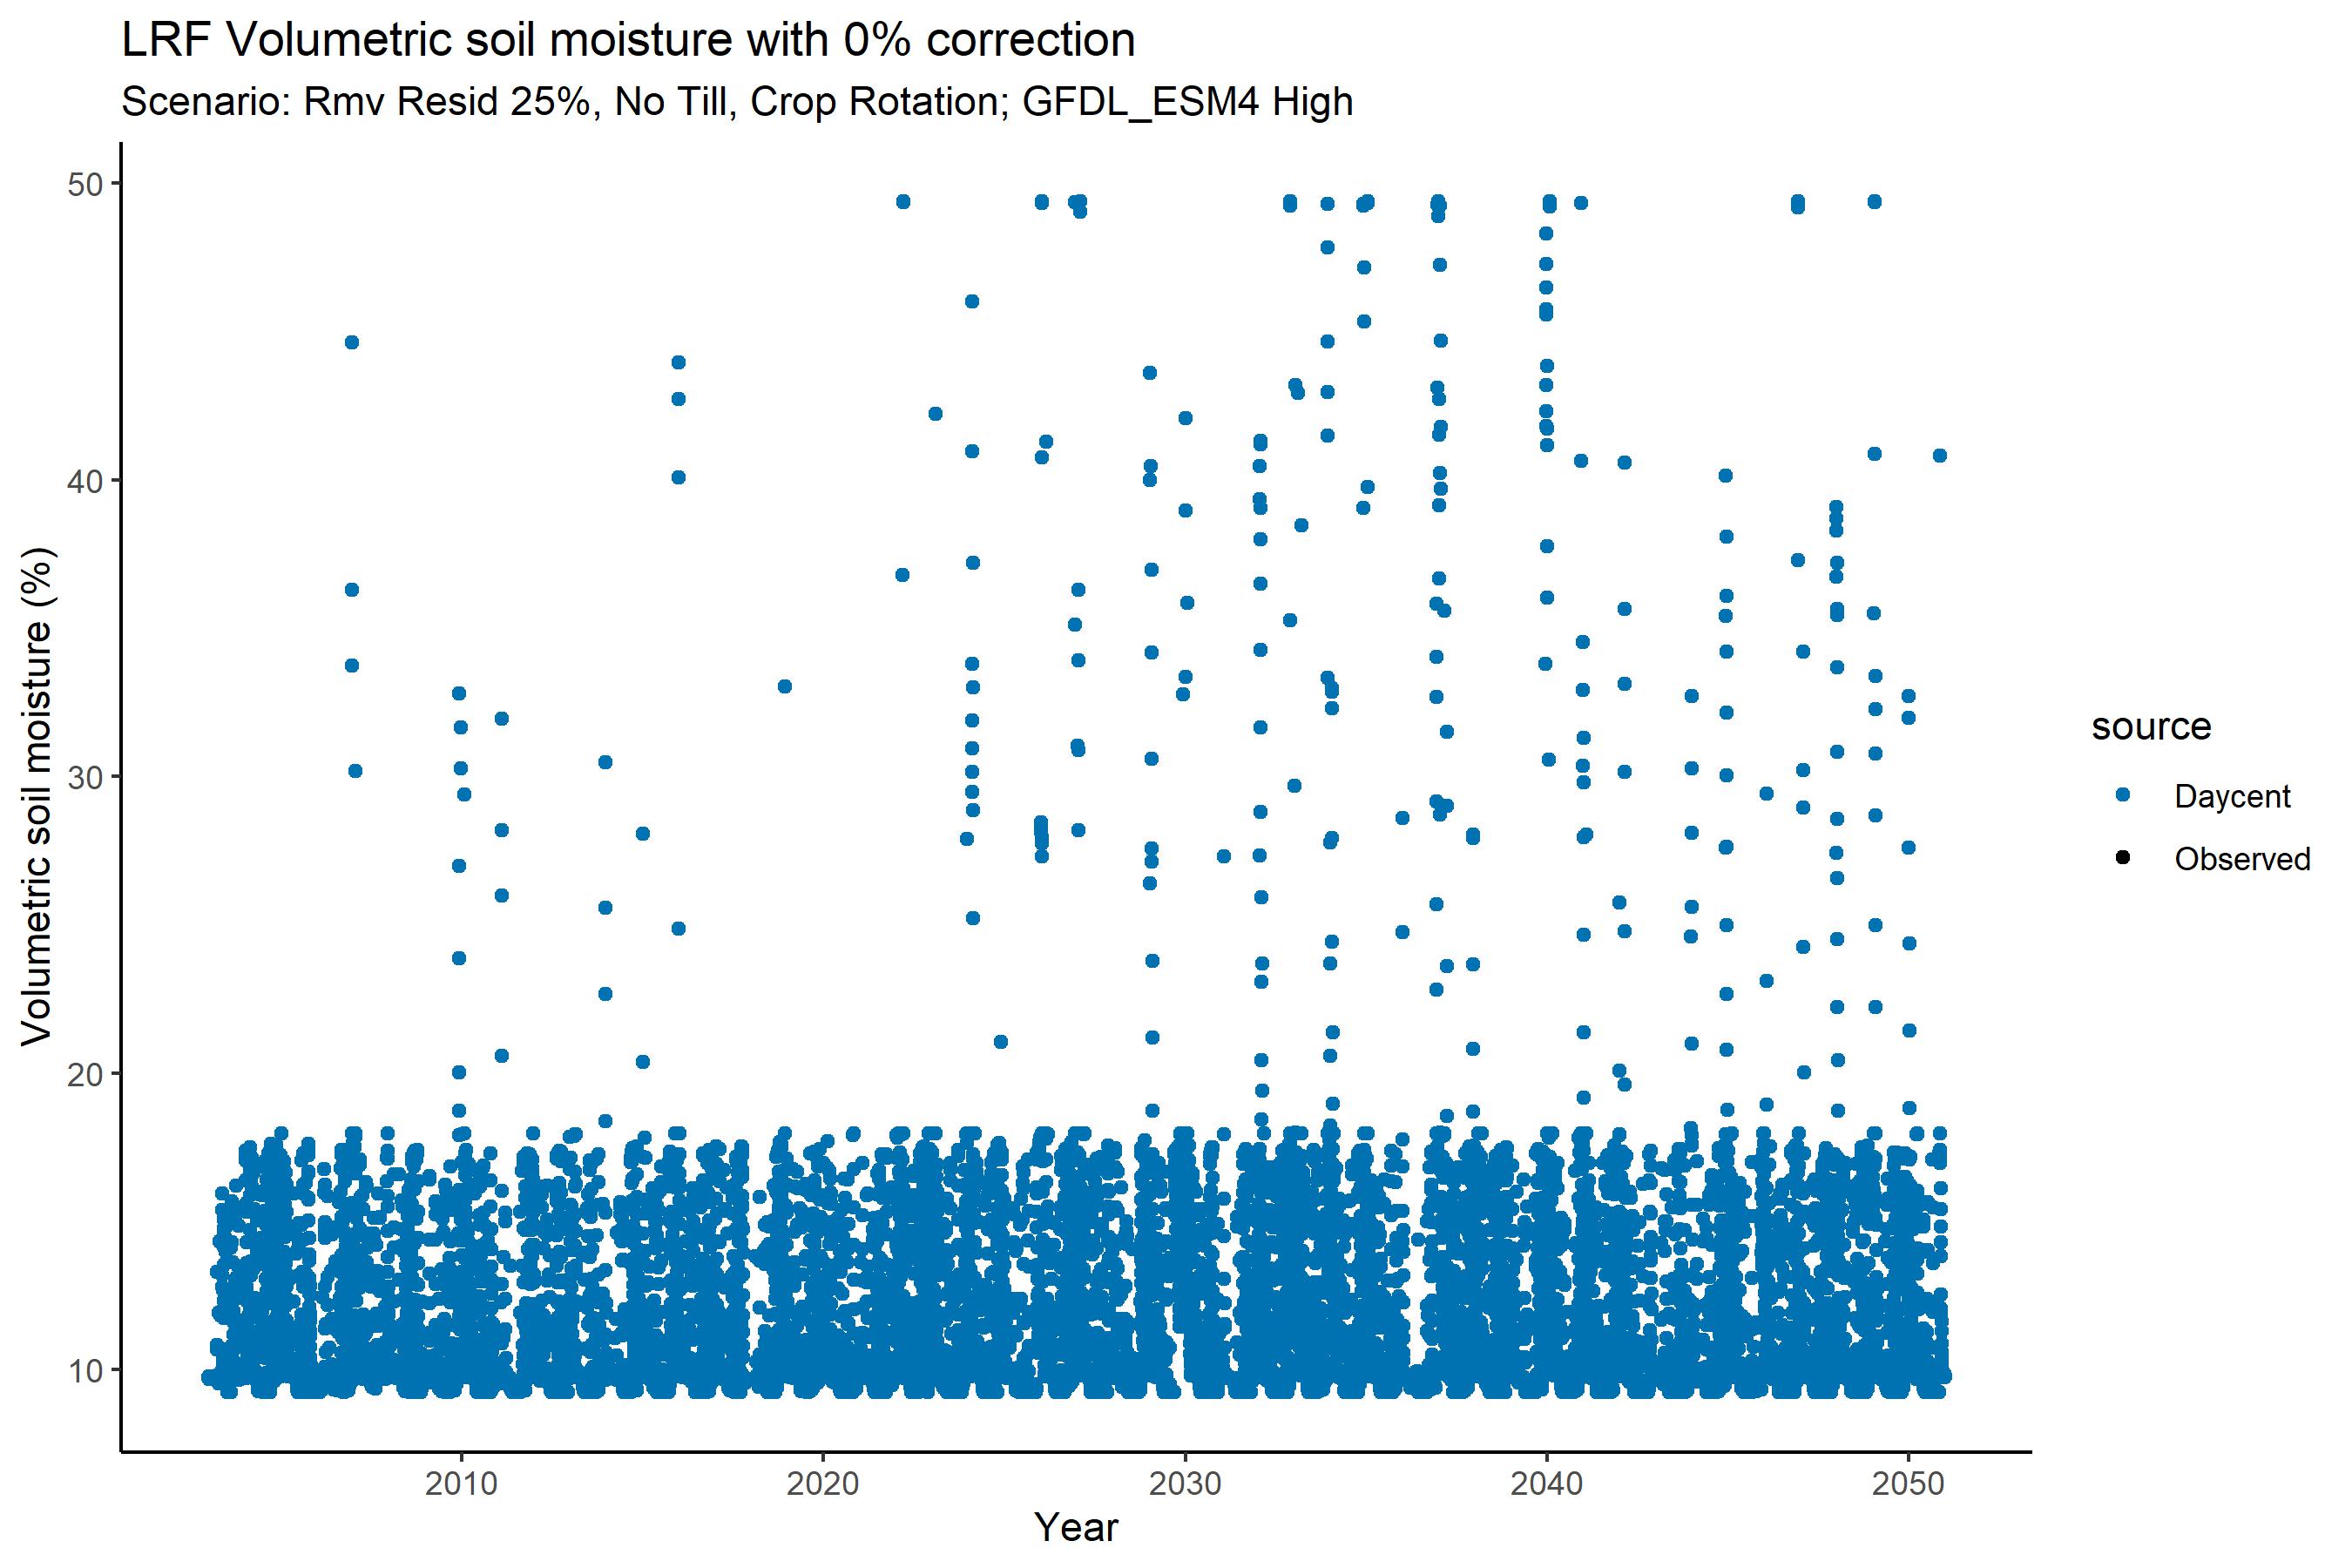 LRF Volumetric soil moisture with 0% correction
Scenario: Rmv Resid 25%, No Till, Crop Rotation; GFDL_ESM4 High
Volumetric soil moisture (%)
50
40
30
20
10
2010
2020
2030
2040
2050
Year
source
Daycent
Observed